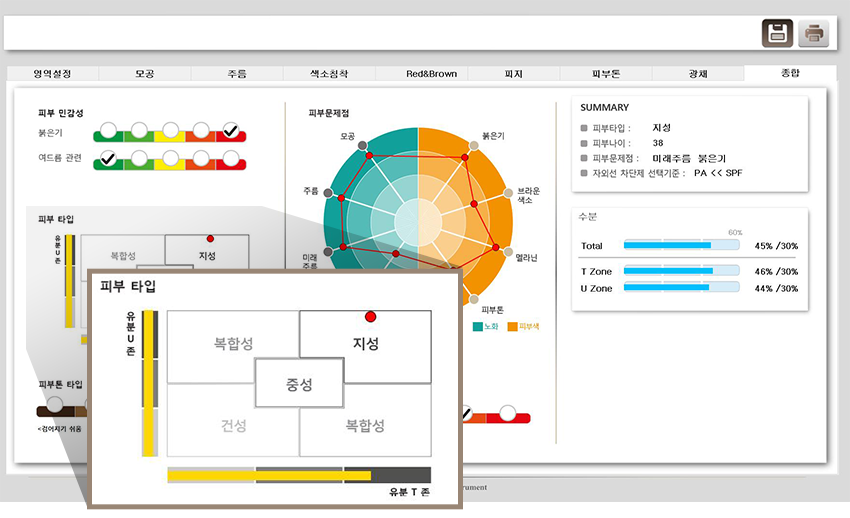 영역설정 모공 주름 색소침착 Red&Brown 피지 피부톤 광채 종합
피부 민감성
붉은기
여드름 관련
피부 타입
유분 U 존
복합성 지성
피부톤 타입
<검어지기 쉬움
피부문제점
모공 붉은기
주름 브라운 색소
미래 주름 멜라닌
피부톤
노화 피부색
SUMMARY
피부타입 : 지성
피부나이 : 38
피부문제점 : 미래주름 붉은기
자외선 차단제 선택기준 : PA << SPF
수분
60%
Total 45% /30%
T Zone 46% /30%
U Zone 44% /30%
피부 타입
유분 U 존
복합성 지성
중성
건성 복합성
유분 T 존